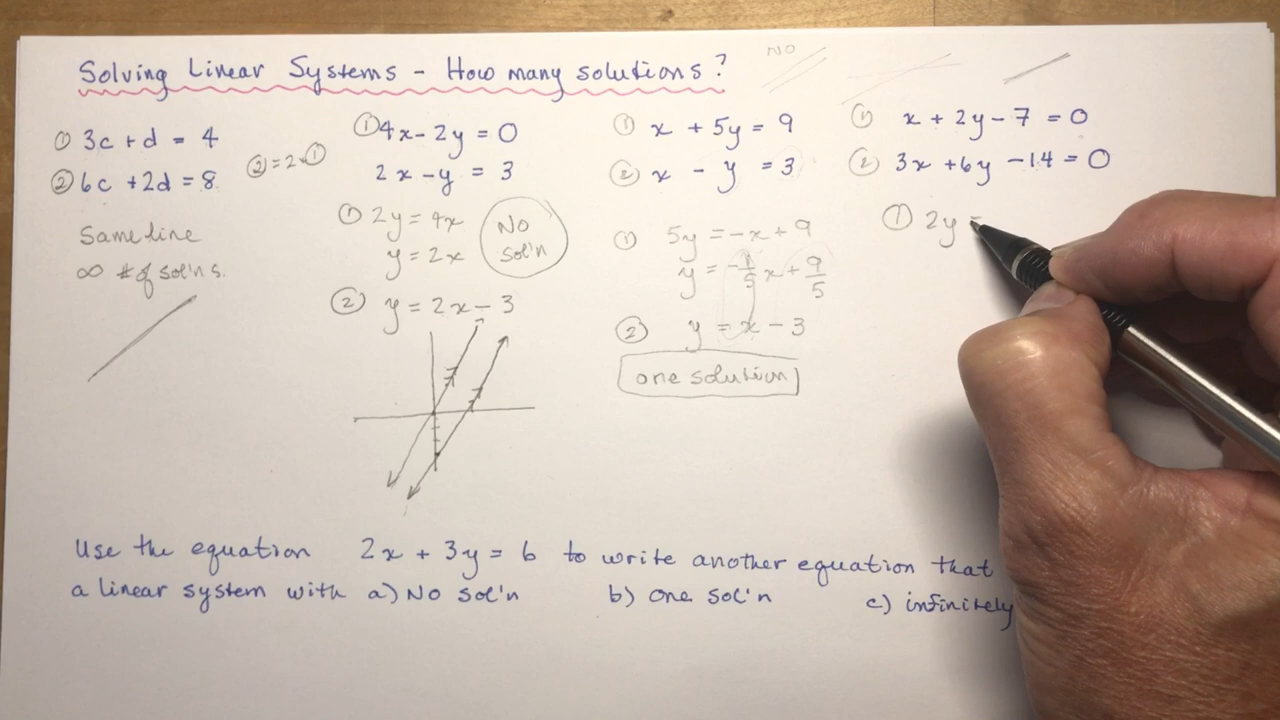 Solving Linear Systems - How many solutions?
NO
① 3c + d = 4
② 6c + 2d = 8
② = 2 × ①
Same line
∞ # of sol'ns.
① 4x - 2y = 0
2x - y = 3
① 2y = 4x
y = 2x
No
sol'n
② y = 2x - 3
① x + 5y = 9
② x - y = 3
① 5y = -x + 9
y = -1/5 x + 9/5
② y = x - 3
one solution
① x + 2y - 7 = 0
② 3x + 6y - 14 = 0
① 2y =
Use the equation 2x + 3y = 6 to write another equation that
a linear system with a) No sol'n b) one sol'n c) infinitely